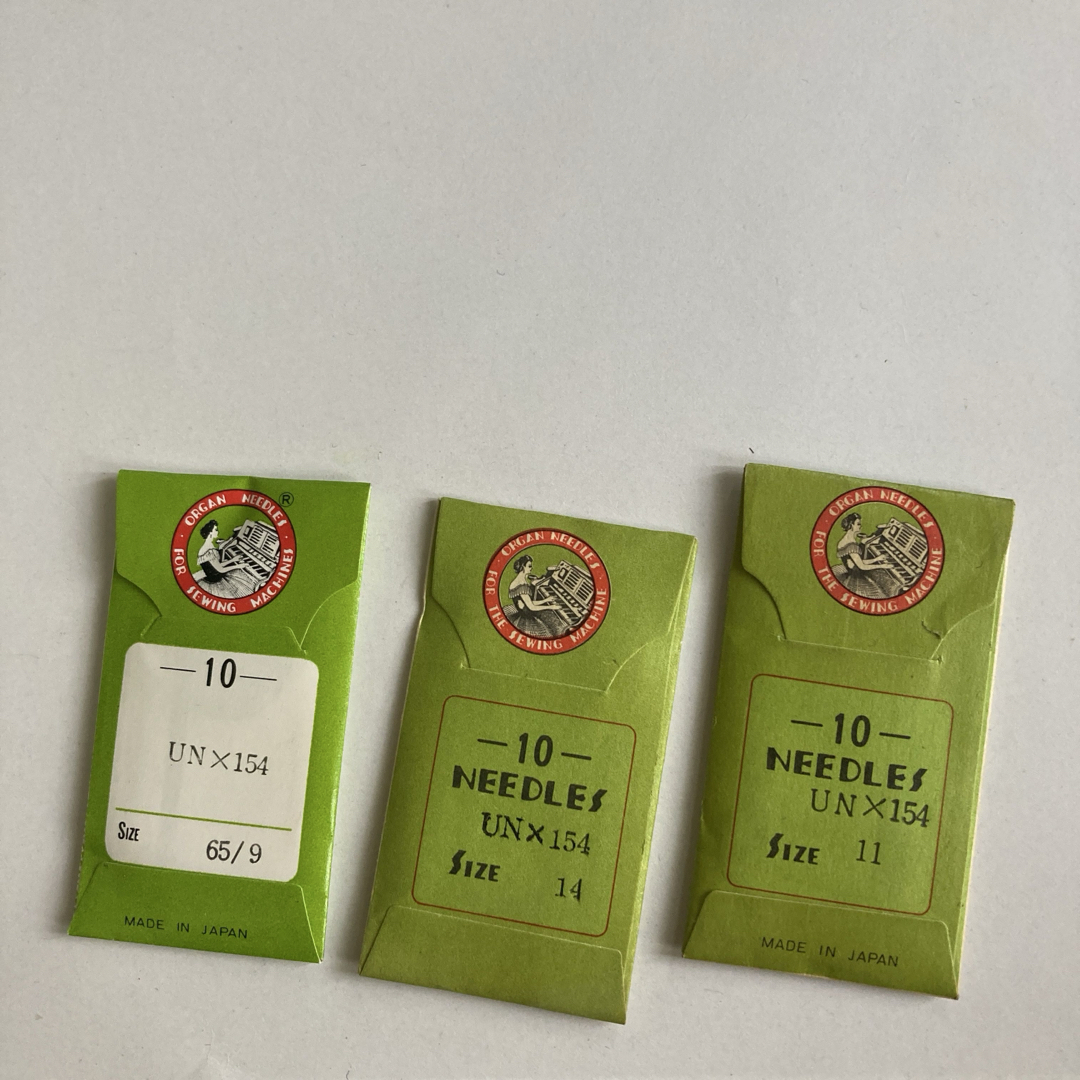 ORGAN NEEDLES ®
FOR SEWING MACHINES
—10—
UN×154
SIZE
65/9
MADE IN JAPAN
ORGAN NEEDLES
FOR THE SEWING MACHINE
—10—
NEEDLES
UN×154
SIZE 14
ORGAN NEEDLES
FOR THE SEWING MACHINE
—10—
NEEDLES
UN×154
SIZE 11
MADE IN JAPAN